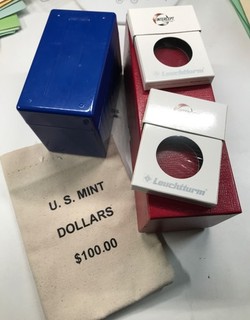 Leuchtturm
Leuchtturm
U. S. MINT
DOLLARS
$100.00